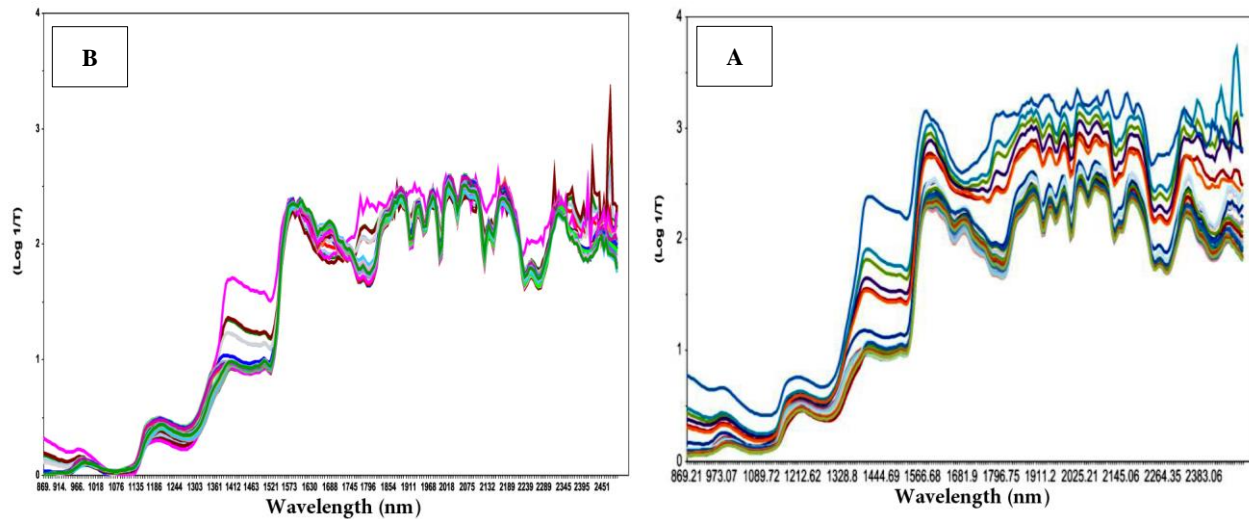 4
3
2
1
0
(Log 1/T)
B
869. 914. 966. 1018 1076 1135 1186 1244 1303 1361 1412 1463 1521 1573 1630 1688 1745 1796 1854 1911 1968 2018 2075 2132 2189 2239 2289 2345 2395 2451
Wavelength (nm)
4
3
2
1
0
(Log 1/T)
A
869.21 973.07 1089.72 1212.62 1328.8 1444.59 1566.68 1681.9 1796.75 1911.2 2025.21 2145.06 2264.35 2383.06
Wavelength (nm)